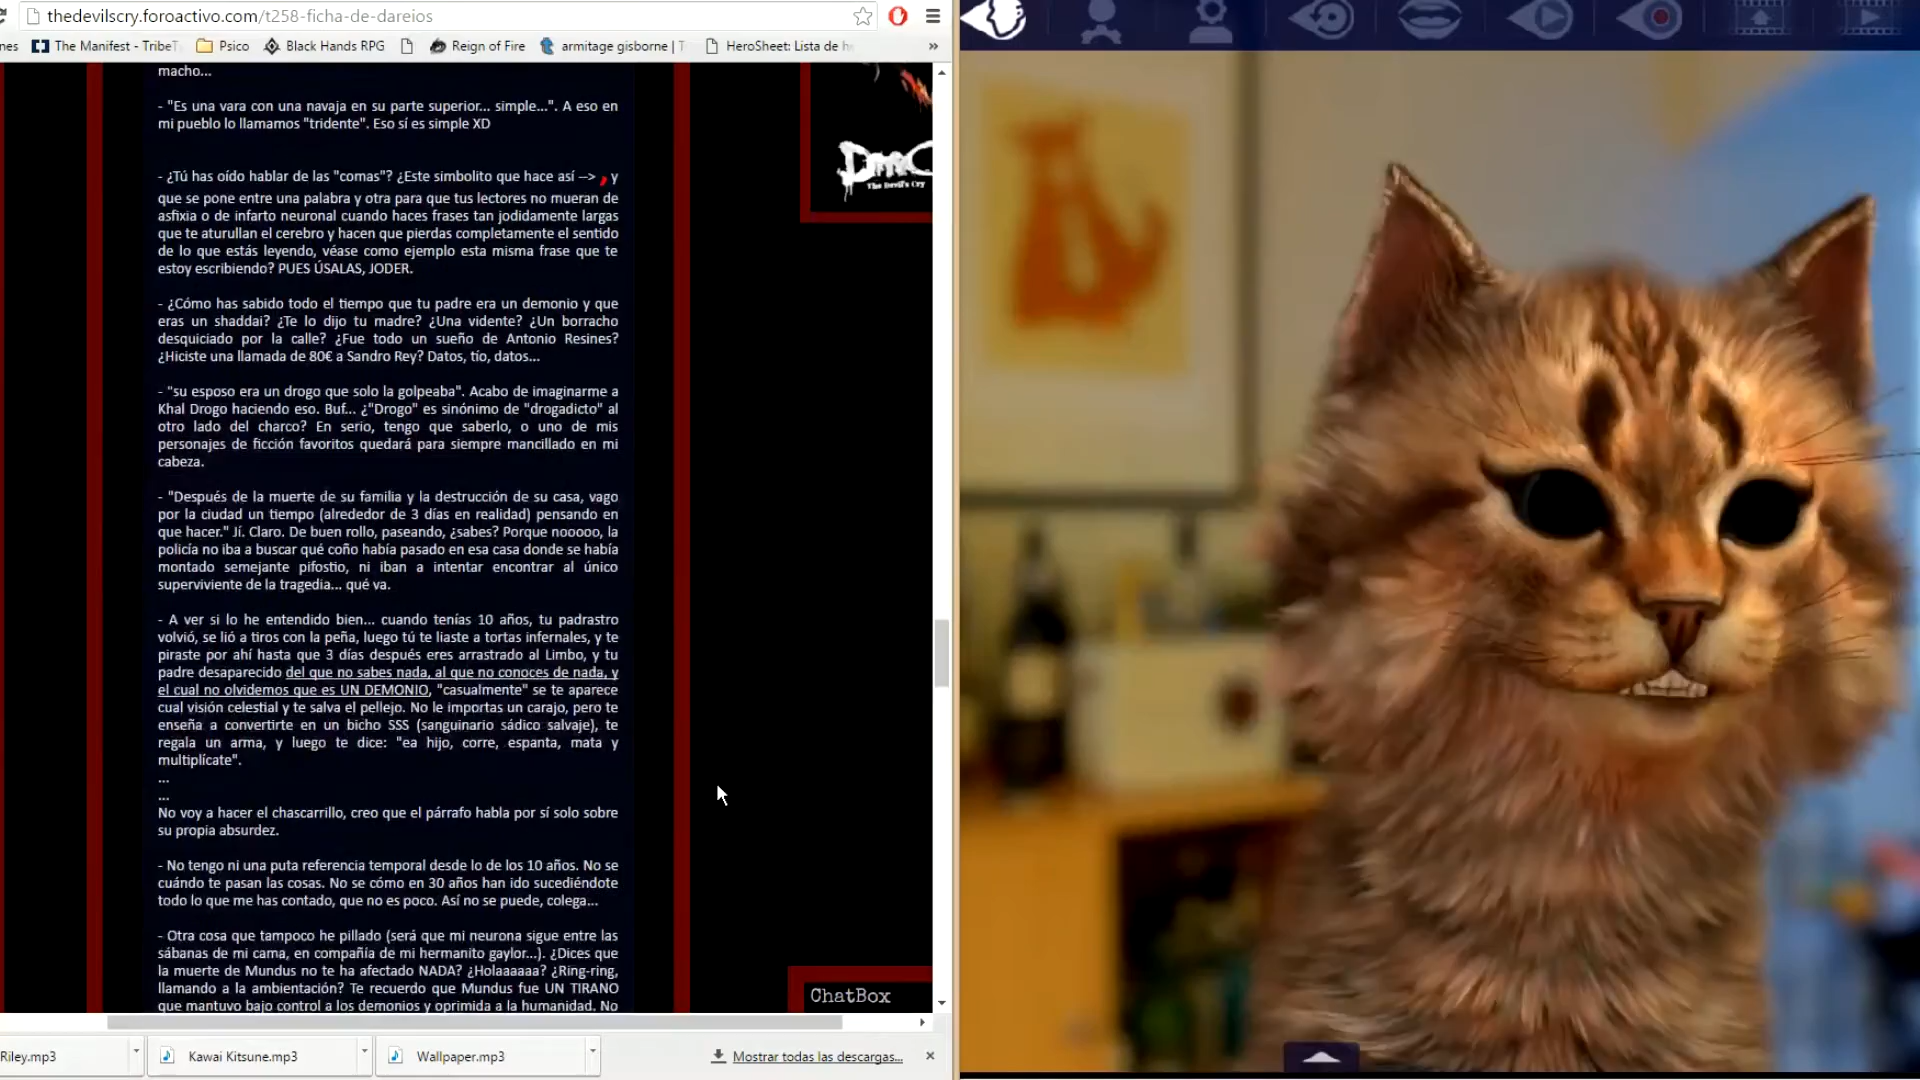 thedevilscry.foroactivo.com/t258-ficha-de-dareios
nes
The Manifest - TribeT
Psico
Black Hands RPG
Reign of Fire
armitage gisborne | T
HeroSheet: Lista de h
»
macho...
- "Es una vara con una navaja en su parte superior... simple...". A eso en
mi pueblo lo llamamos "tridente". Eso sí es simple XD
- ¿Tú has oído hablar de las "comas"? ¿Este simbolito que hace así --> , y
que se pone entre una palabra y otra para que tus lectores no mueran de
asfixia o de infarto neuronal cuando haces frases tan jodidamente largas
que te aturullan el cerebro y hacen que pierdas completamente el sentido
de lo que estás leyendo, véase como ejemplo esta misma frase que te
estoy escribiendo? PUES ÚSALAS, JODER.
- ¿Cómo has sabido todo el tiempo que tu padre era un demonio y que
eras un shaddai? ¿Te lo dijo tu madre? ¿Una vidente? ¿Un borracho
desquiciado por la calle? ¿Fue todo un sueño de Antonio Resines?
¿Hiciste una llamada de 80€ a Sandro Rey? Datos, tío, datos...
- "su esposo era un drogo que solo la golpeaba". Acabo de imaginarme a
Khal Drogo haciendo eso. Buf... ¿"Drogo" es sinónimo de "drogadicto" al
otro lado del charco? En serio, tengo que saberlo, o uno de mis
personajes de ficción favoritos quedará para siempre mancillado en mi
cabeza.
- "Después de la muerte de su familia y la destrucción de su casa, vago
por la ciudad un tiempo (alrededor de 3 días en realidad) pensando en
que hacer." Jí. Claro. De buen rollo, paseando, ¿sabes? Porque nooooo, la
policía no iba a buscar qué coño había pasado en esa casa donde se había
montado semejante pifostio, ni iban a intentar encontrar al único
superviviente de la tragedia... qué va.
- A ver si lo he entendido bien... cuando tenías 10 años, tu padrastro
volvió, se lió a tiros con la peña, luego tú te liaste a tortas infernales, y te
piraste por ahí hasta que 3 días después eres arrastrado al Limbo, y tu
padre desaparecido del que no sabes nada, al que no conoces de nada, y
el cual no olvidemos que es UN DEMONIO, "casualmente" se te aparece
cual visión celestial y te salva el pellejo. No le importas un carajo, pero te
enseña a convertirte en un bicho SSS (sanguinario sádico salvaje), te
regala un arma, y luego te dice: "ea hijo, corre, espanta, mata y
multiplícate".
...
...
No voy a hacer el chascarrillo, creo que el párrafo habla por sí solo sobre
su propia absurdez.
- No tengo ni una puta referencia temporal desde lo de los 10 años. No se
cuándo te pasan las cosas. No se cómo en 30 años han ido sucediéndote
todo lo que me has contado, que no es poco. Así no se puede, colega...
- Otra cosa que tampoco he pillado (será que mi neurona sigue entre las
sábanas de mi cama, en compañía de mi hermanito gaylor...). ¿Dices que
la muerte de Mundus no te ha afectado NADA? ¿Holaaaaaa? ¿Ring-ring,
llamando a la ambientación? Te recuerdo que Mundus fue UN TIRANO
que mantuvo bajo control a los demonios y oprimida a la humanidad. No
DmC
The Devil's Cry
ChatBox
Riley.mp3
Kawai Kitsune.mp3
Wallpaper.mp3
Mostrar todas las descargas...